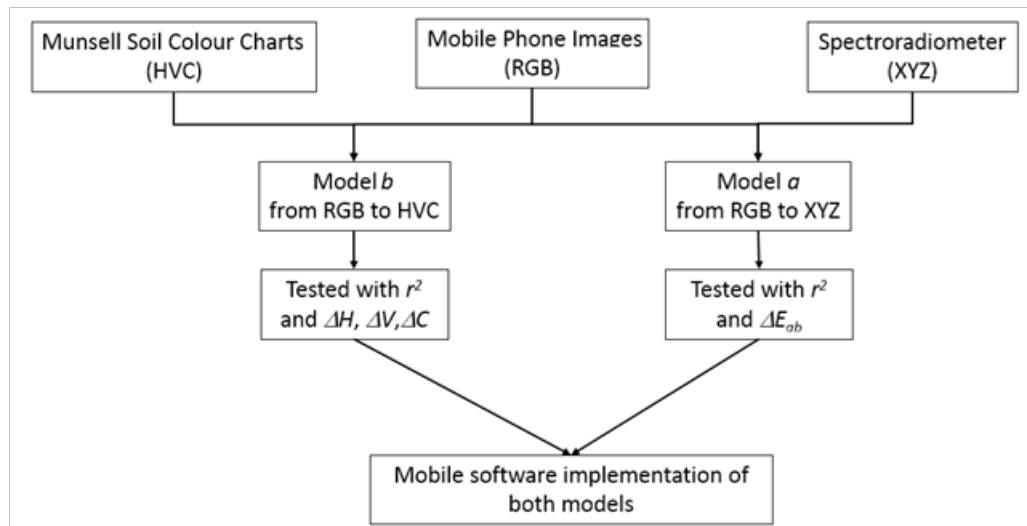 Munsell Soil Colour Charts
(HVC)
Mobile Phone Images
(RGB)
Spectroradiometer
(XYZ)
Model b
from RGB to HVC
Model a
from RGB to XYZ
Tested with r²
and ΔH, ΔV,ΔC
Tested with r²
and ΔEab
Mobile software implementation of
both models